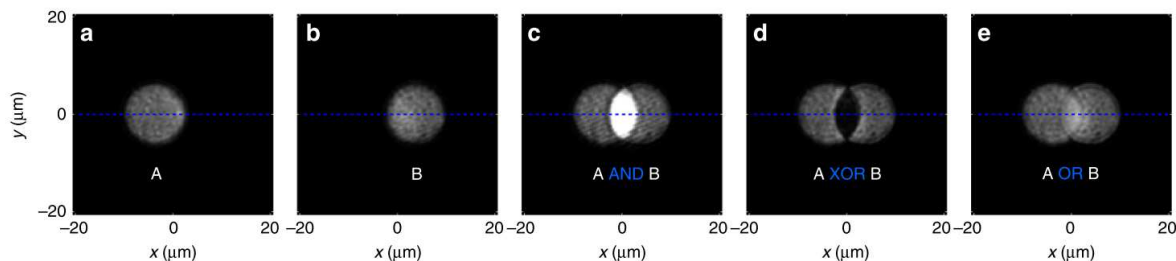 a b c d e
20
0
−20
y (μm)
A
B
A AND B
A XOR B
A OR B
−20 0 20
−20 0 20
−20 0 20
−20 0 20
−20 0 20
x (μm)
x (μm)
x (μm)
x (μm)
x (μm)